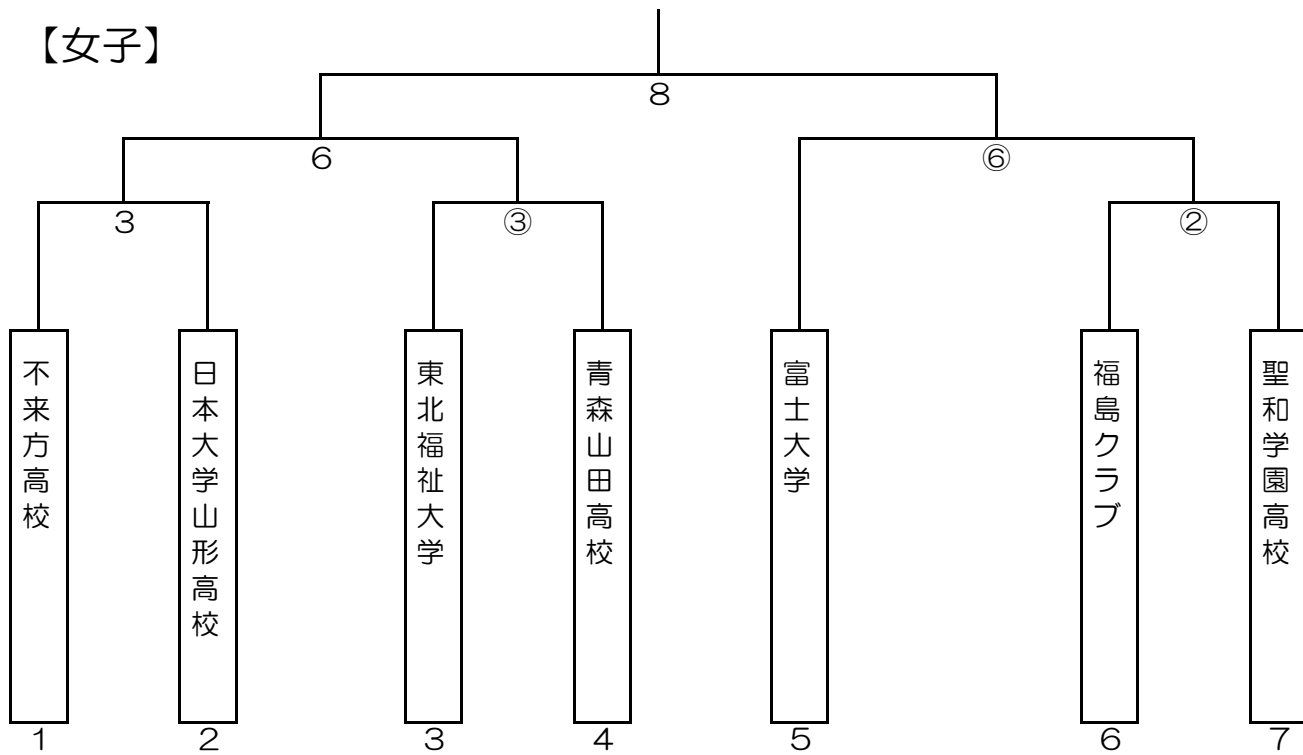 【女子】
8
6
⑥
3
③
②
不来方高校
日本大学山形高校
東北福祉大学
青森山田高校
富士大学
福島クラブ
聖和学園高校
1
2
3
4
5
6
7